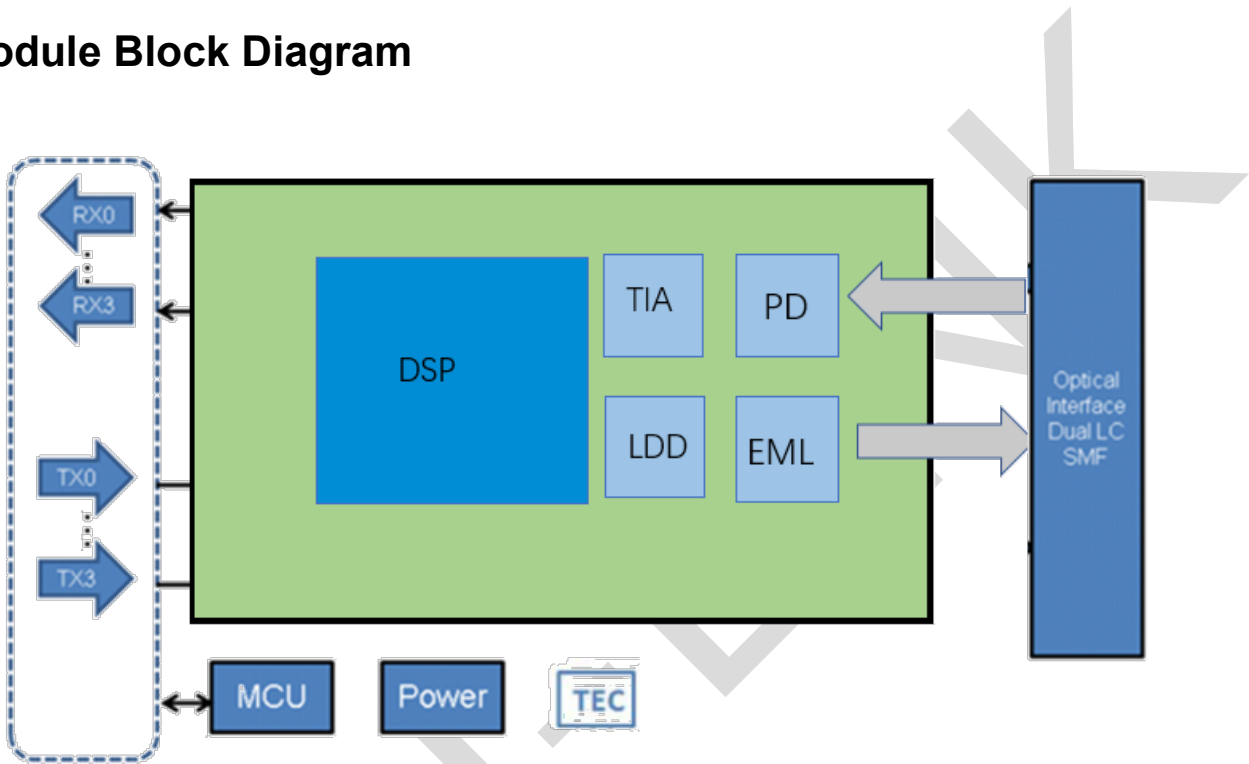 odule Block Diagram
RX0
RX3
TX0
TX3
DSP
TIA
PD
LDD
EML
Optical
Interface
Dual LC
SMF
MCU
Power
TEC